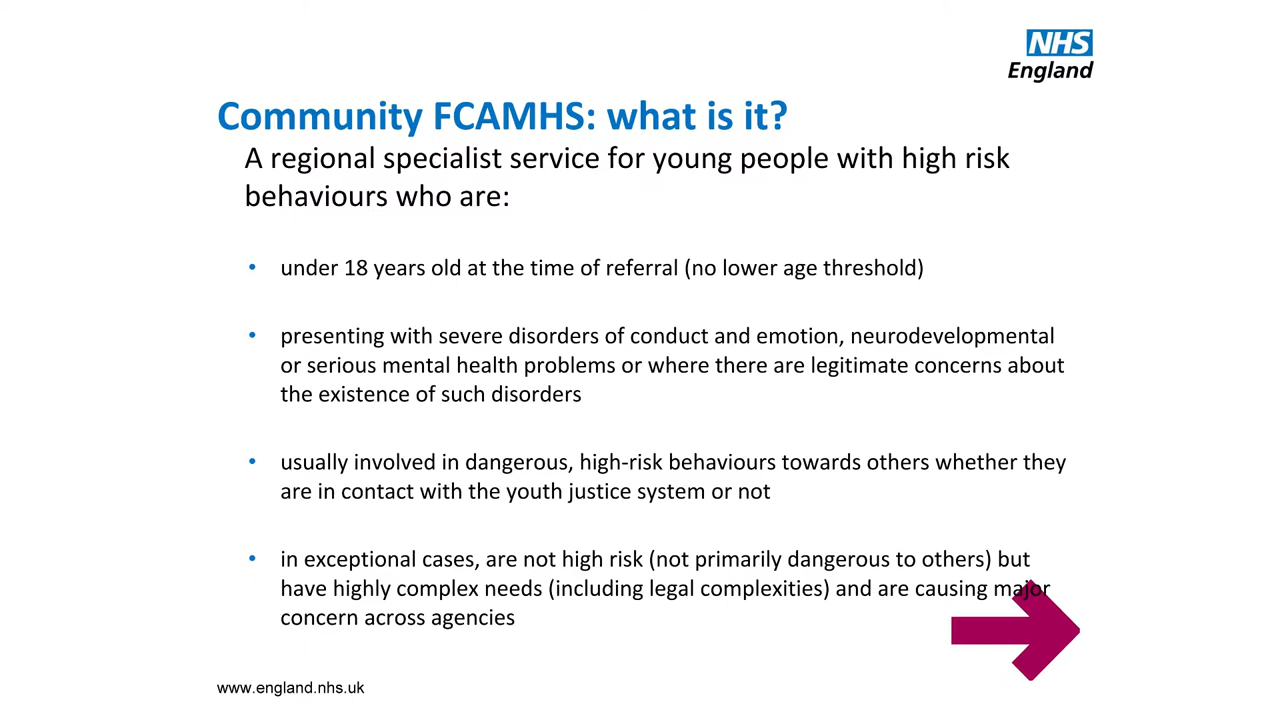 NHS
England
Community FCAMHS: what is it?
A regional specialist service for young people with high risk
behaviours who are:
• under 18 years old at the time of referral (no lower age threshold)
• presenting with severe disorders of conduct and emotion, neurodevelopmental
or serious mental health problems or where there are legitimate concerns about
the existence of such disorders
• usually involved in dangerous, high-risk behaviours towards others whether they
are in contact with the youth justice system or not
• in exceptional cases, are not high risk (not primarily dangerous to others) but
have highly complex needs (including legal complexities) and are causing major
concern across agencies
www.england.nhs.uk